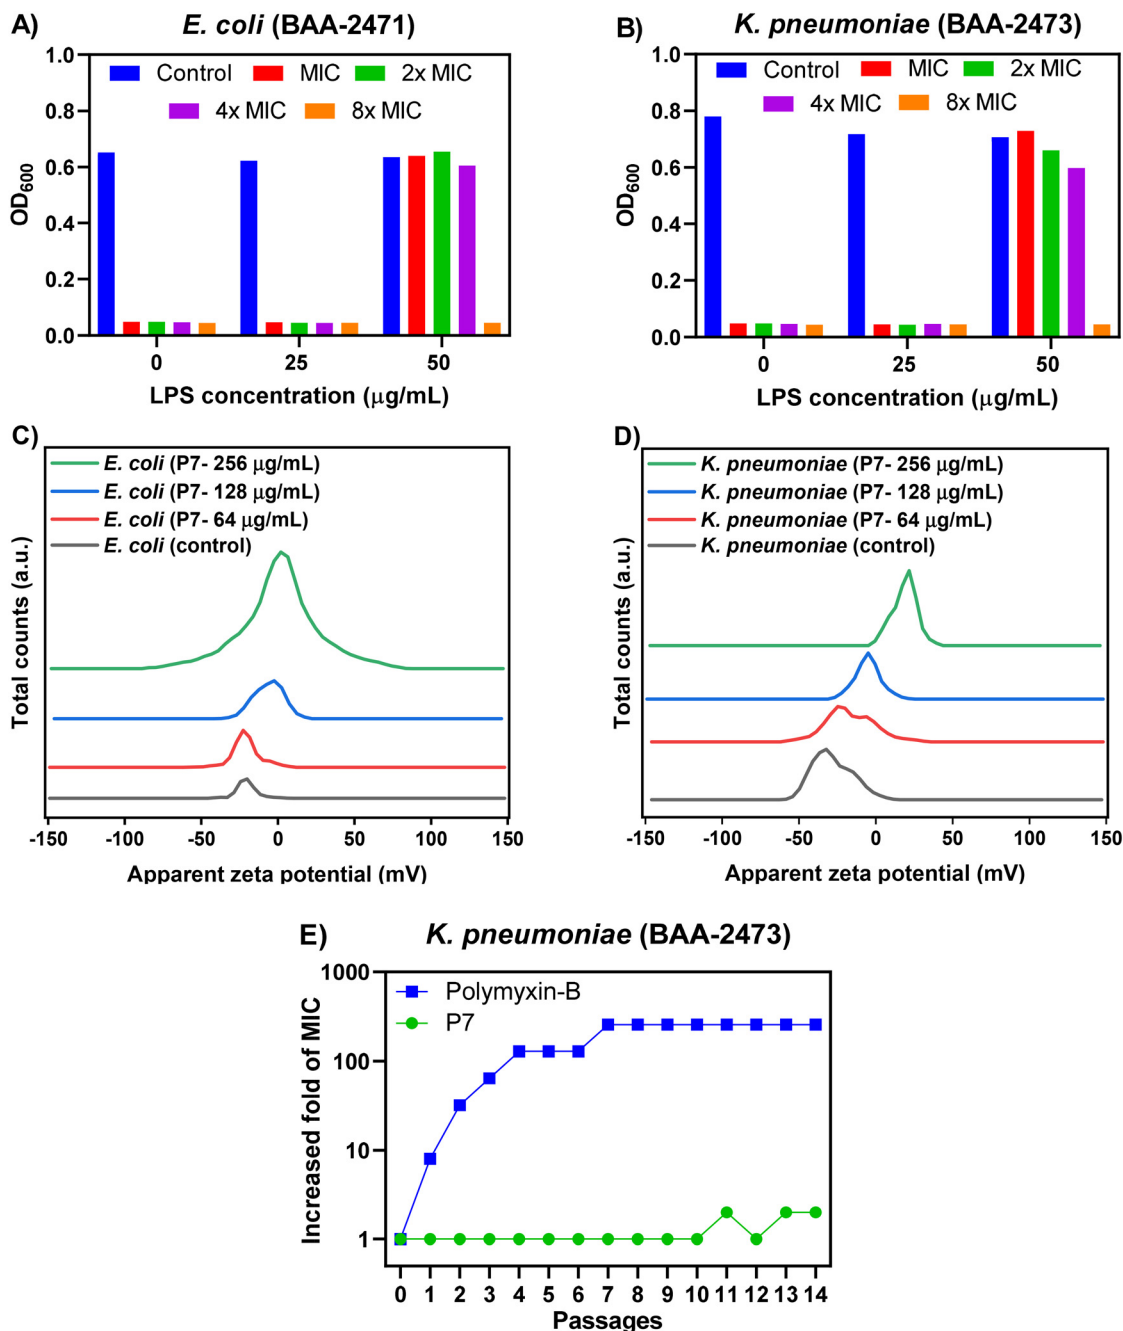 A)
E. coli (BAA-2471)
1.0
0.8
0.6
0.4
0.2
0.0
OD600
Control
MIC
2x MIC
4x MIC
8x MIC
0
25
50
LPS concentration (μg/mL)
B)
K. pneumoniae (BAA-2473)
1.0
0.8
0.6
0.4
0.2
0.0
OD600
Control
MIC
2x MIC
4x MIC
8x MIC
0
25
50
LPS concentration (μg/mL)
C)
E. coli (P7- 256 μg/mL)
E. coli (P7- 128 μg/mL)
E. coli (P7- 64 μg/mL)
E. coli (control)
Total counts (a.u.)
-150
-100
-50
0
50
100
150
Apparent zeta potential (mV)
D)
K. pneumoniae (P7- 256 μg/mL)
K. pneumoniae (P7- 128 μg/mL)
K. pneumoniae (P7- 64 μg/mL)
K. pneumoniae (control)
Total counts (a.u.)
-150
-100
-50
0
50
100
150
Apparent zeta potential (mV)
E)
K. pneumoniae (BAA-2473)
1000
100
10
1
Increased fold of MIC
Polymyxin-B
P7
0 1 2 3 4 5 6 7 8 9 10 11 12 13 14
Passages